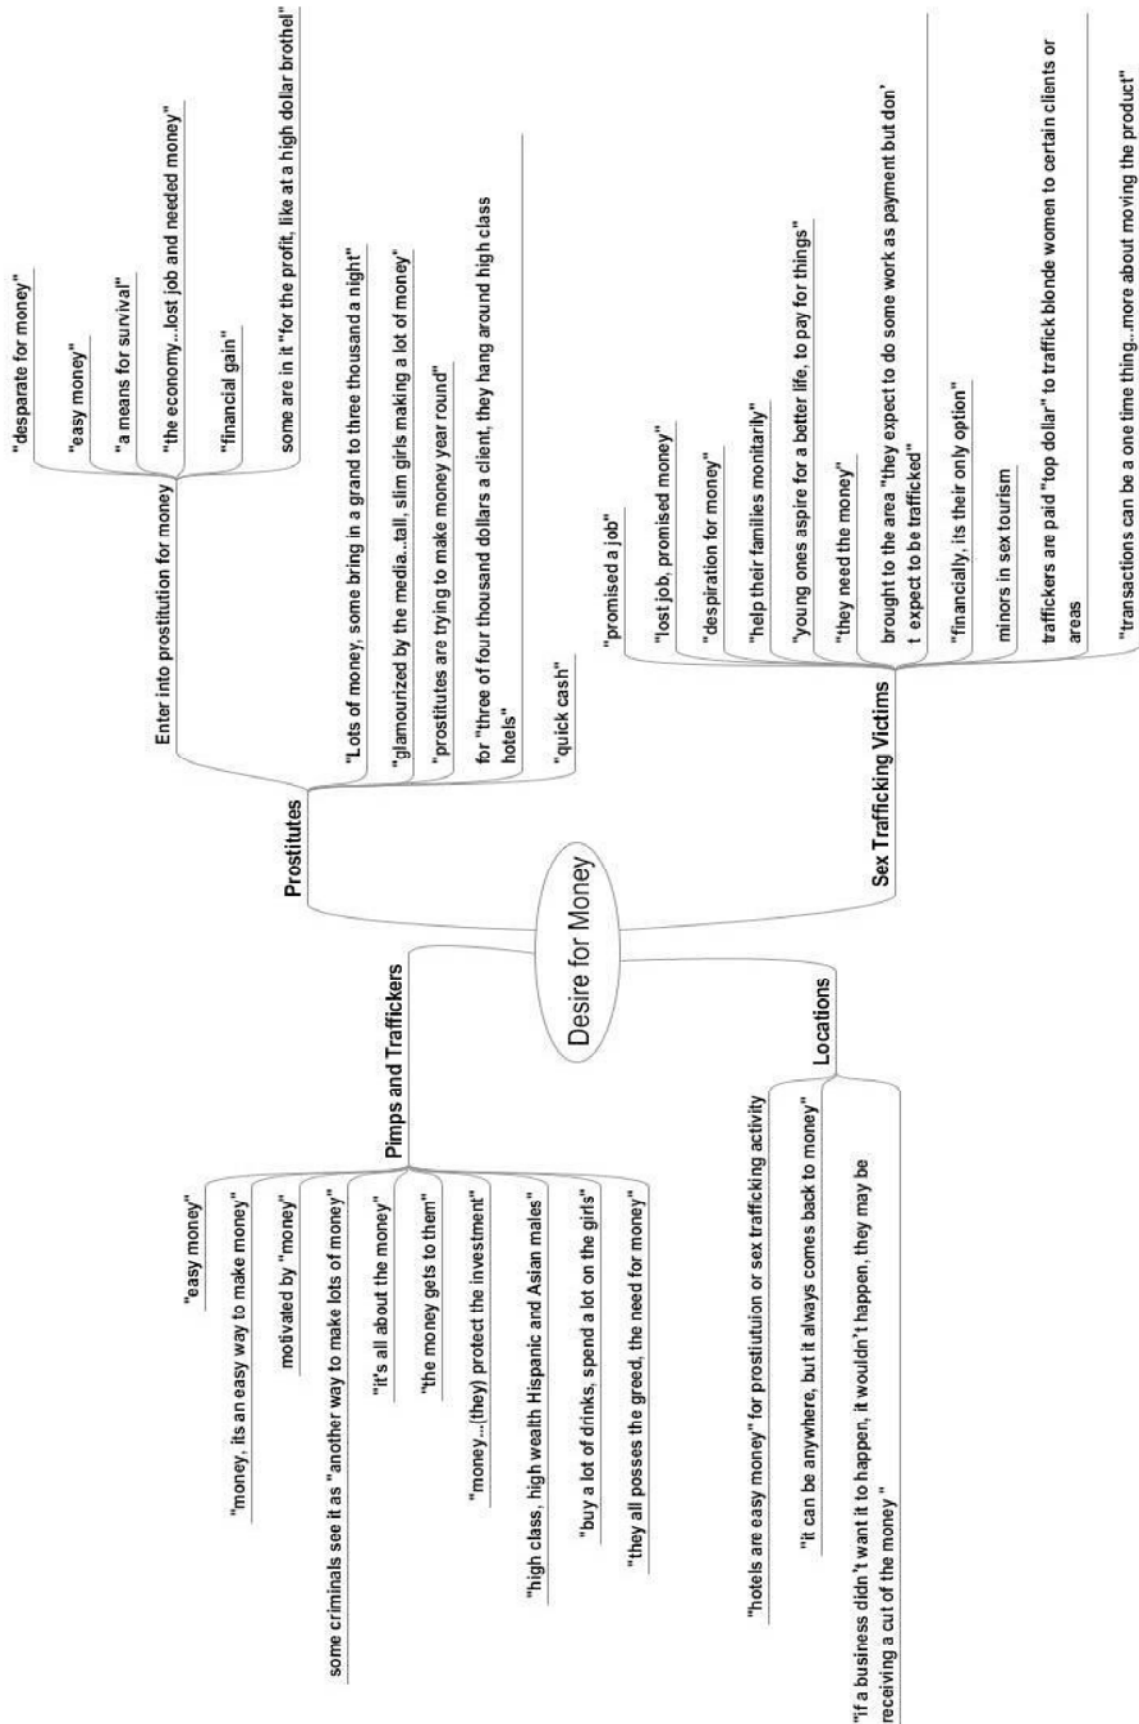 Desire for Money
Pimps and Traffickers
"easy money"
"money, its an easy way to make money"
motivated by "money"
some criminals see it as "another way to make lots of money"
"it's all about the money"
"the money gets to them"
"money...(they) protect the investment"
"high class, high wealth Hispanic and Asian males"
"buy a lot of drinks, spend a lot on the girls"
"they all posses the greed, the need for money"
Locations
"hotels are easy money" for prostiutuion or sex trafficking activity
"it can be anywhere, but it always comes back to money"
"if a business didn't want it to happen, it wouldn't happen, they may be
receiving a cut of the money"
Prostitutes
Enter into prostitution for money
"desparate for money"
"easy money"
"a means for survival"
"the economy...lost job and needed money"
"financial gain"
some are in it "for the profit, like at a high dollar brothel"
"Lots of money, some bring in a grand to three thousand a night"
"glamourized by the media...tall, slim girls making a lot of money'
"prostitutes are trying to make money year round"
for "three of four thousand dollars a client, they hang around high class
hotels"
"quick cash"
Sex Trafficking Victims
"promised a job"
"lost job, promised money"
"despiration for money"
"help their families monitarily"
"young ones aspire for a better life, to pay for things"
"they need the money"
brought to the area "they expect to do some work as payment but don'
t expect to be trafficked"
"financially, its their only option"
minors in sex tourism
traffickers are paid "top dollar" to traffick blonde women to certain clients or
areas
"transactions can be a one time thing...more about moving the product"